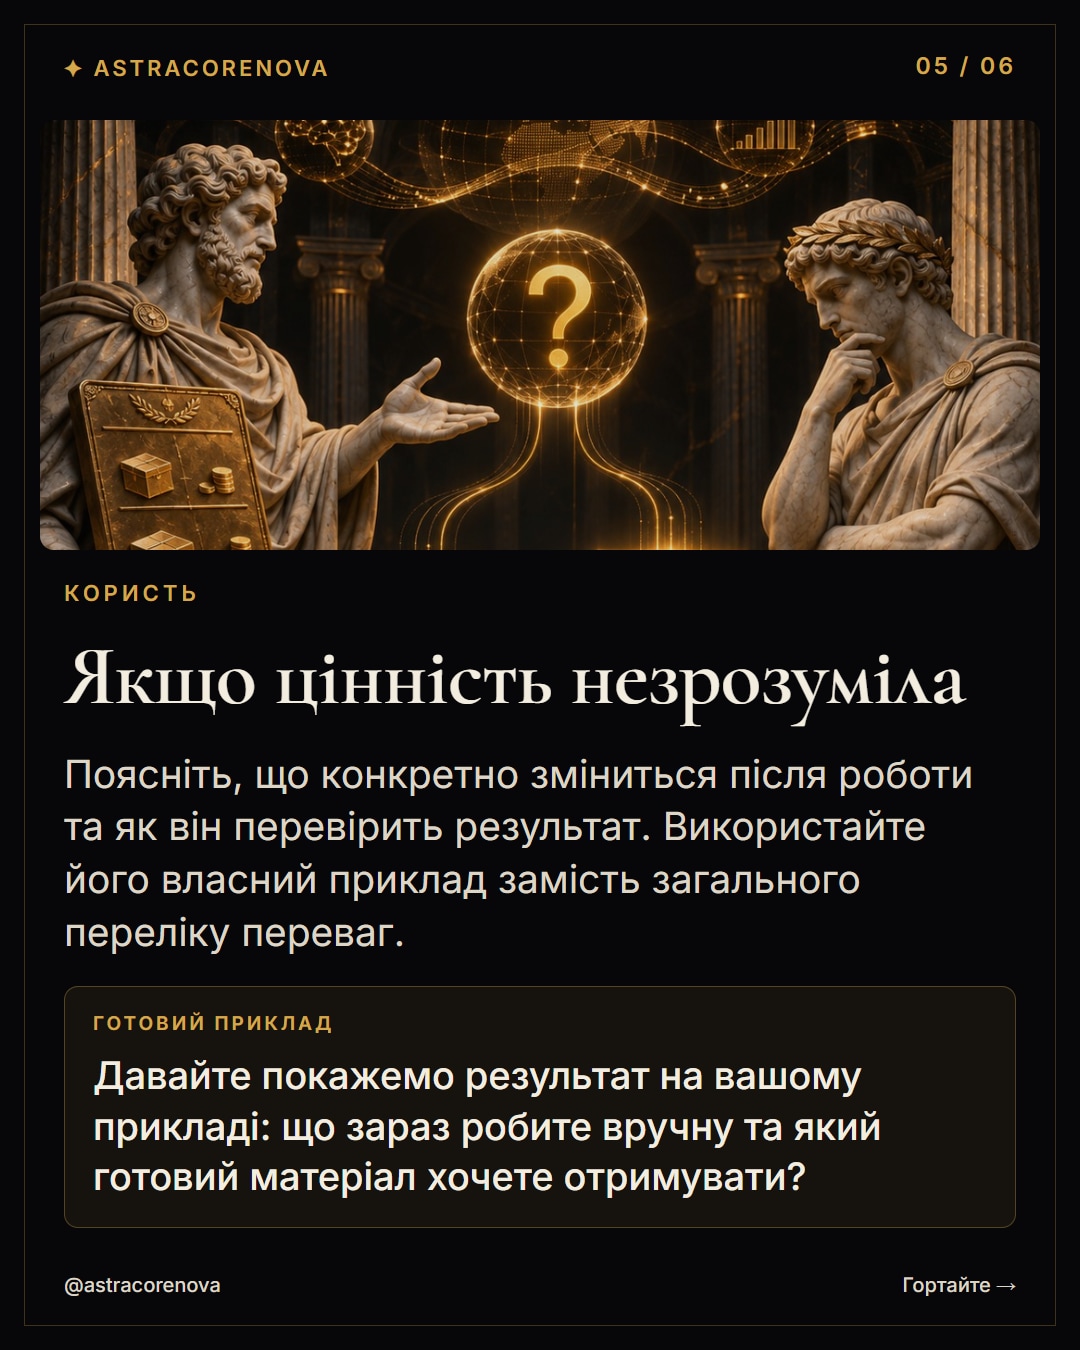 ✦ ASTRACORENOVA
05 / 06
?
КОРИСТЬ
Якщо цінність незрозуміла
Поясніть, що конкретно зміниться після роботи
та як він перевірить результат. Використайте
його власний приклад замість загального
переліку переваг.
ГОТОВИЙ ПРИКЛАД
Давайте покажемо результат на вашому
прикладі: що зараз робите вручну та який
готовий матеріал хочете отримувати?
@astracorenova
Гортайте →